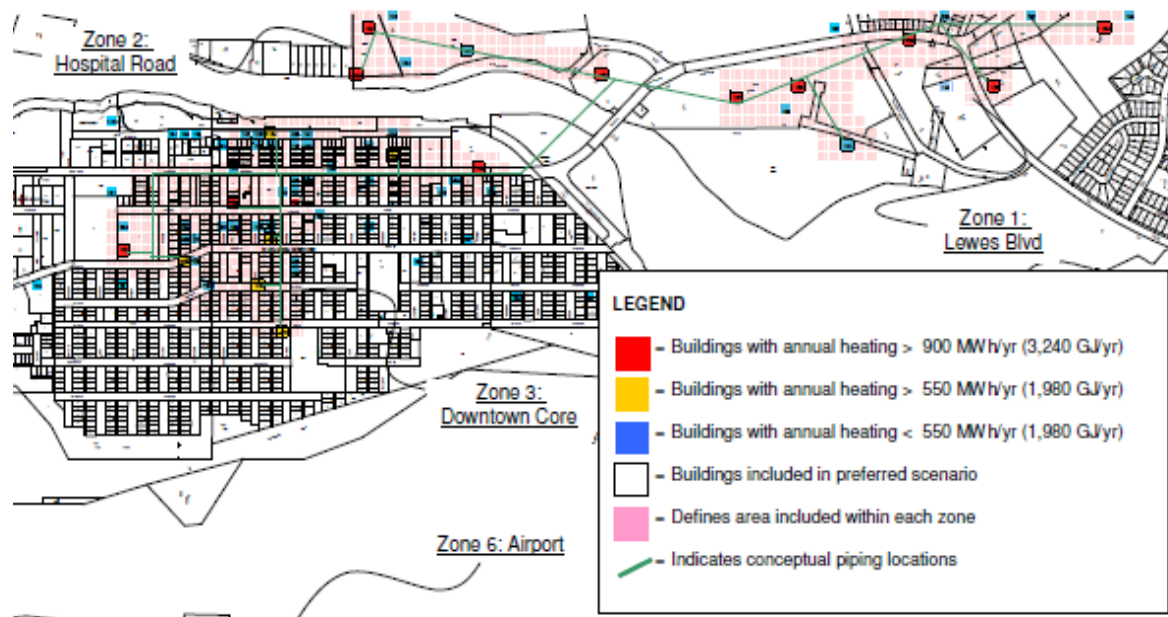 Zone 2:
Hospital Road
Zone 1:
Lewes Blvd
LEGEND
= Buildings with annual heating > 900 MWh/yr (3,240 GJ/yr)
= Buildings with annual heating > 550 MWh/yr (1,980 GJ/yr)
= Buildings with annual heating < 550 MWh/yr (1,980 GJ/yr)
= Buildings included in preferred scenario
= Defines area included within each zone
= Indicates conceptual piping locations
Zone 3:
Downtown Core
Zone 6: Airport